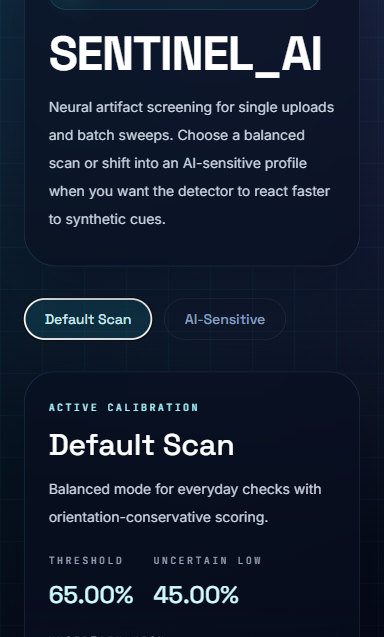 SENTINEL_AI
Neural artifact screening for single uploads
and batch sweeps. Choose a balanced
scan or shift into an AI-sensitive profile
when you want the detector to react faster
to synthetic cues.
Default Scan
AI-Sensitive
ACTIVE CALIBRATION
Default Scan
Balanced mode for everyday checks with
orientation-conservative scoring.
THRESHOLD
UNCERTAIN LOW
65.00%
45.00%